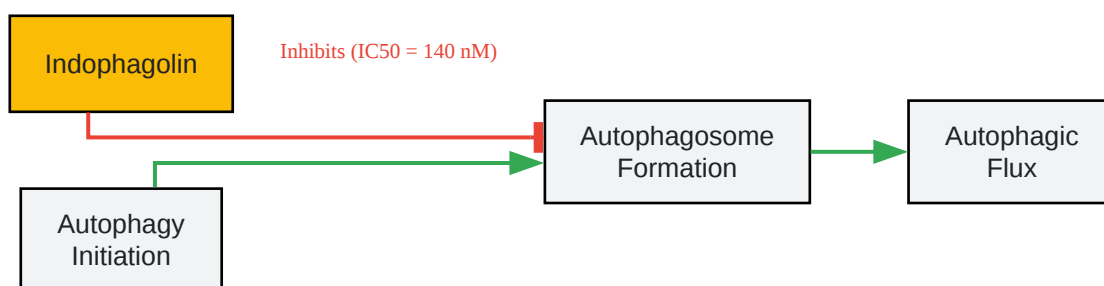 Indophagolin
Inhibits (IC50 = 140 nM)
Autophagosome
Formation
Autophagic
Flux
Autophagy
Initiation